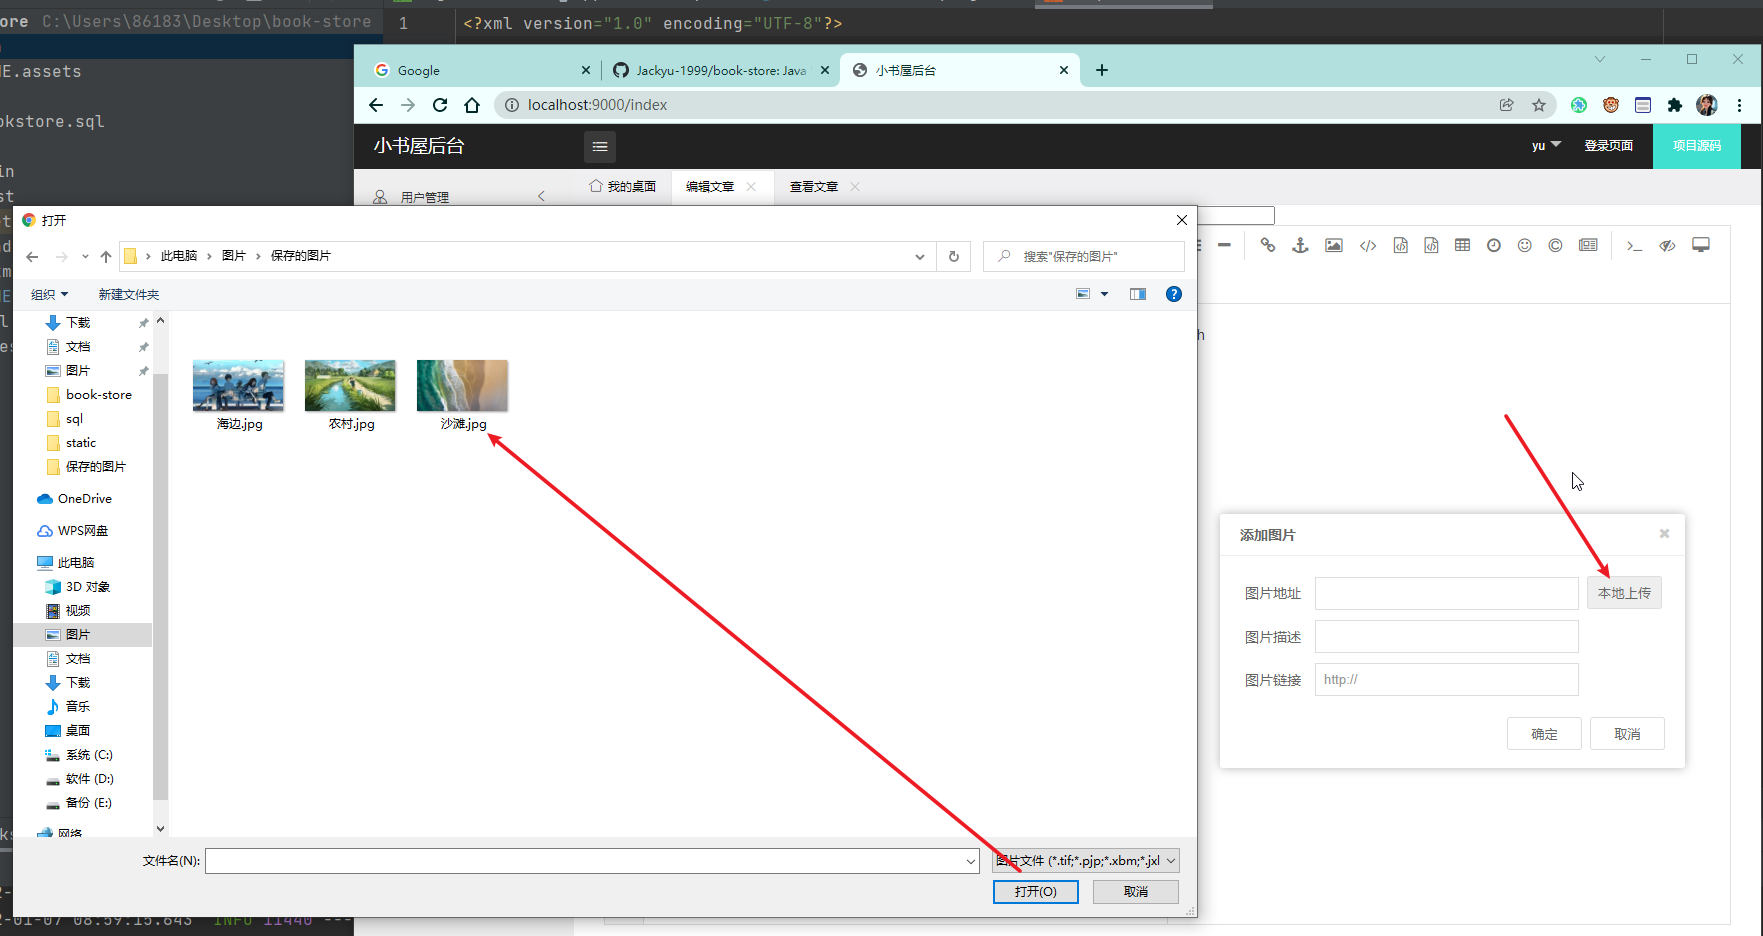 ore C:\Users\86183\Desktop\book-store
1
<?xml version="1.0" encoding="UTF-8"?>
E.assets
okstore.sql
in
st
Google
Jackyu-1999/book-store: Java
小书屋后台
localhost:9000/index
小书屋后台
yu
登录页面
项目源码
用户管理
我的桌面
编辑文章
查看文章
打开
此电脑
图片
保存的图片
搜索"保存的图片"
组织
新建文件夹
下载
文档
图片
book-store
sql
static
保存的图片
OneDrive
WPS网盘
此电脑
3D 对象
视频
图片
文档
下载
音乐
桌面
系统 (C:)
软件 (D:)
备份 (E:)
网络
海边.jpg
农村.jpg
沙滩.jpg
文件名(N):
图片文件 (*.tif;*.pjp;*.xbm;*.jxl
打开(O)
取消
h
添加图片
图片地址
本地上传
图片描述
图片链接
http://
确定
取消
2-01-07 08:59:15.643 INFO 11440 ---